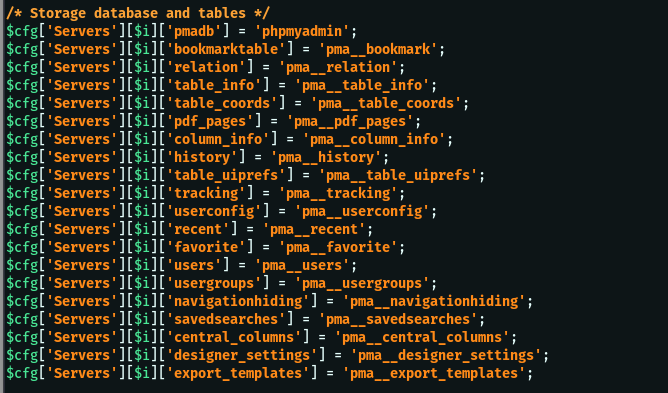 /* Storage database and tables */
$cfg['Servers'][$i]['pmadb'] = 'phpmyadmin';
$cfg['Servers'][$i]['bookmarktable'] = 'pma__bookmark';
$cfg['Servers'][$i]['relation'] = 'pma__relation';
$cfg['Servers'][$i]['table_info'] = 'pma__table_info';
$cfg['Servers'][$i]['table_coords'] = 'pma__table_coords';
$cfg['Servers'][$i]['pdf_pages'] = 'pma__pdf_pages';
$cfg['Servers'][$i]['column_info'] = 'pma__column_info';
$cfg['Servers'][$i]['history'] = 'pma__history';
$cfg['Servers'][$i]['table_uiprefs'] = 'pma__table_uiprefs';
$cfg['Servers'][$i]['tracking'] = 'pma__tracking';
$cfg['Servers'][$i]['userconfig'] = 'pma__userconfig';
$cfg['Servers'][$i]['recent'] = 'pma__recent';
$cfg['Servers'][$i]['favorite'] = 'pma__favorite';
$cfg['Servers'][$i]['users'] = 'pma__users';
$cfg['Servers'][$i]['usergroups'] = 'pma__usergroups';
$cfg['Servers'][$i]['navigationhiding'] = 'pma__navigationhiding';
$cfg['Servers'][$i]['savedsearches'] = 'pma__savedsearches';
$cfg['Servers'][$i]['central_columns'] = 'pma__central_columns';
$cfg['Servers'][$i]['designer_settings'] = 'pma__designer_settings';
$cfg['Servers'][$i]['export_templates'] = 'pma__export_templates';